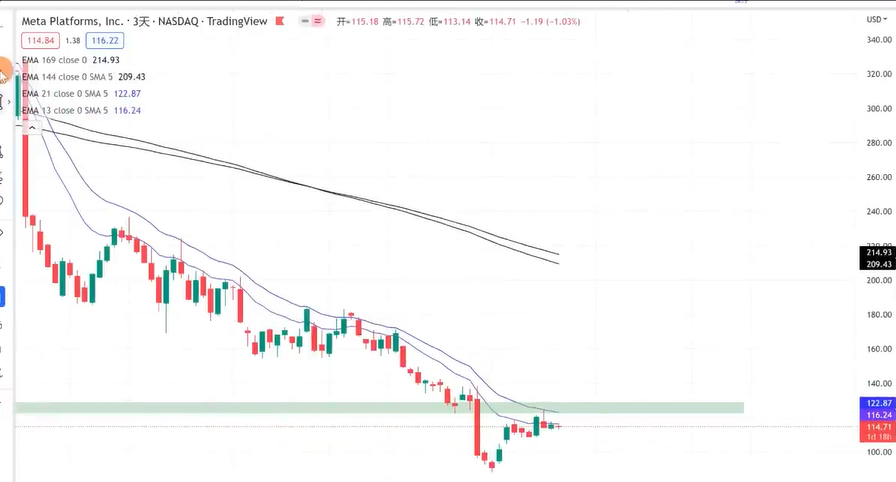 Meta Platforms, Inc. · 3天 · NASDAQ · TradingView 开=115.18 高=115.72 低=113.14 收=114.71 −1.19 (−1.03%)
USD
114.84 1.38 116.22
EMA 169 close 0 214.93
EMA 144 close 0 SMA 5 209.43
EMA 21 close 0 SMA 5 122.87
EMA 13 close 0 SMA 5 116.24
340.00
320.00
300.00
280.00
260.00
240.00
214.93
209.43
200.00
180.00
160.00
140.00
122.87
116.24
114.71
1d 18h
100.00